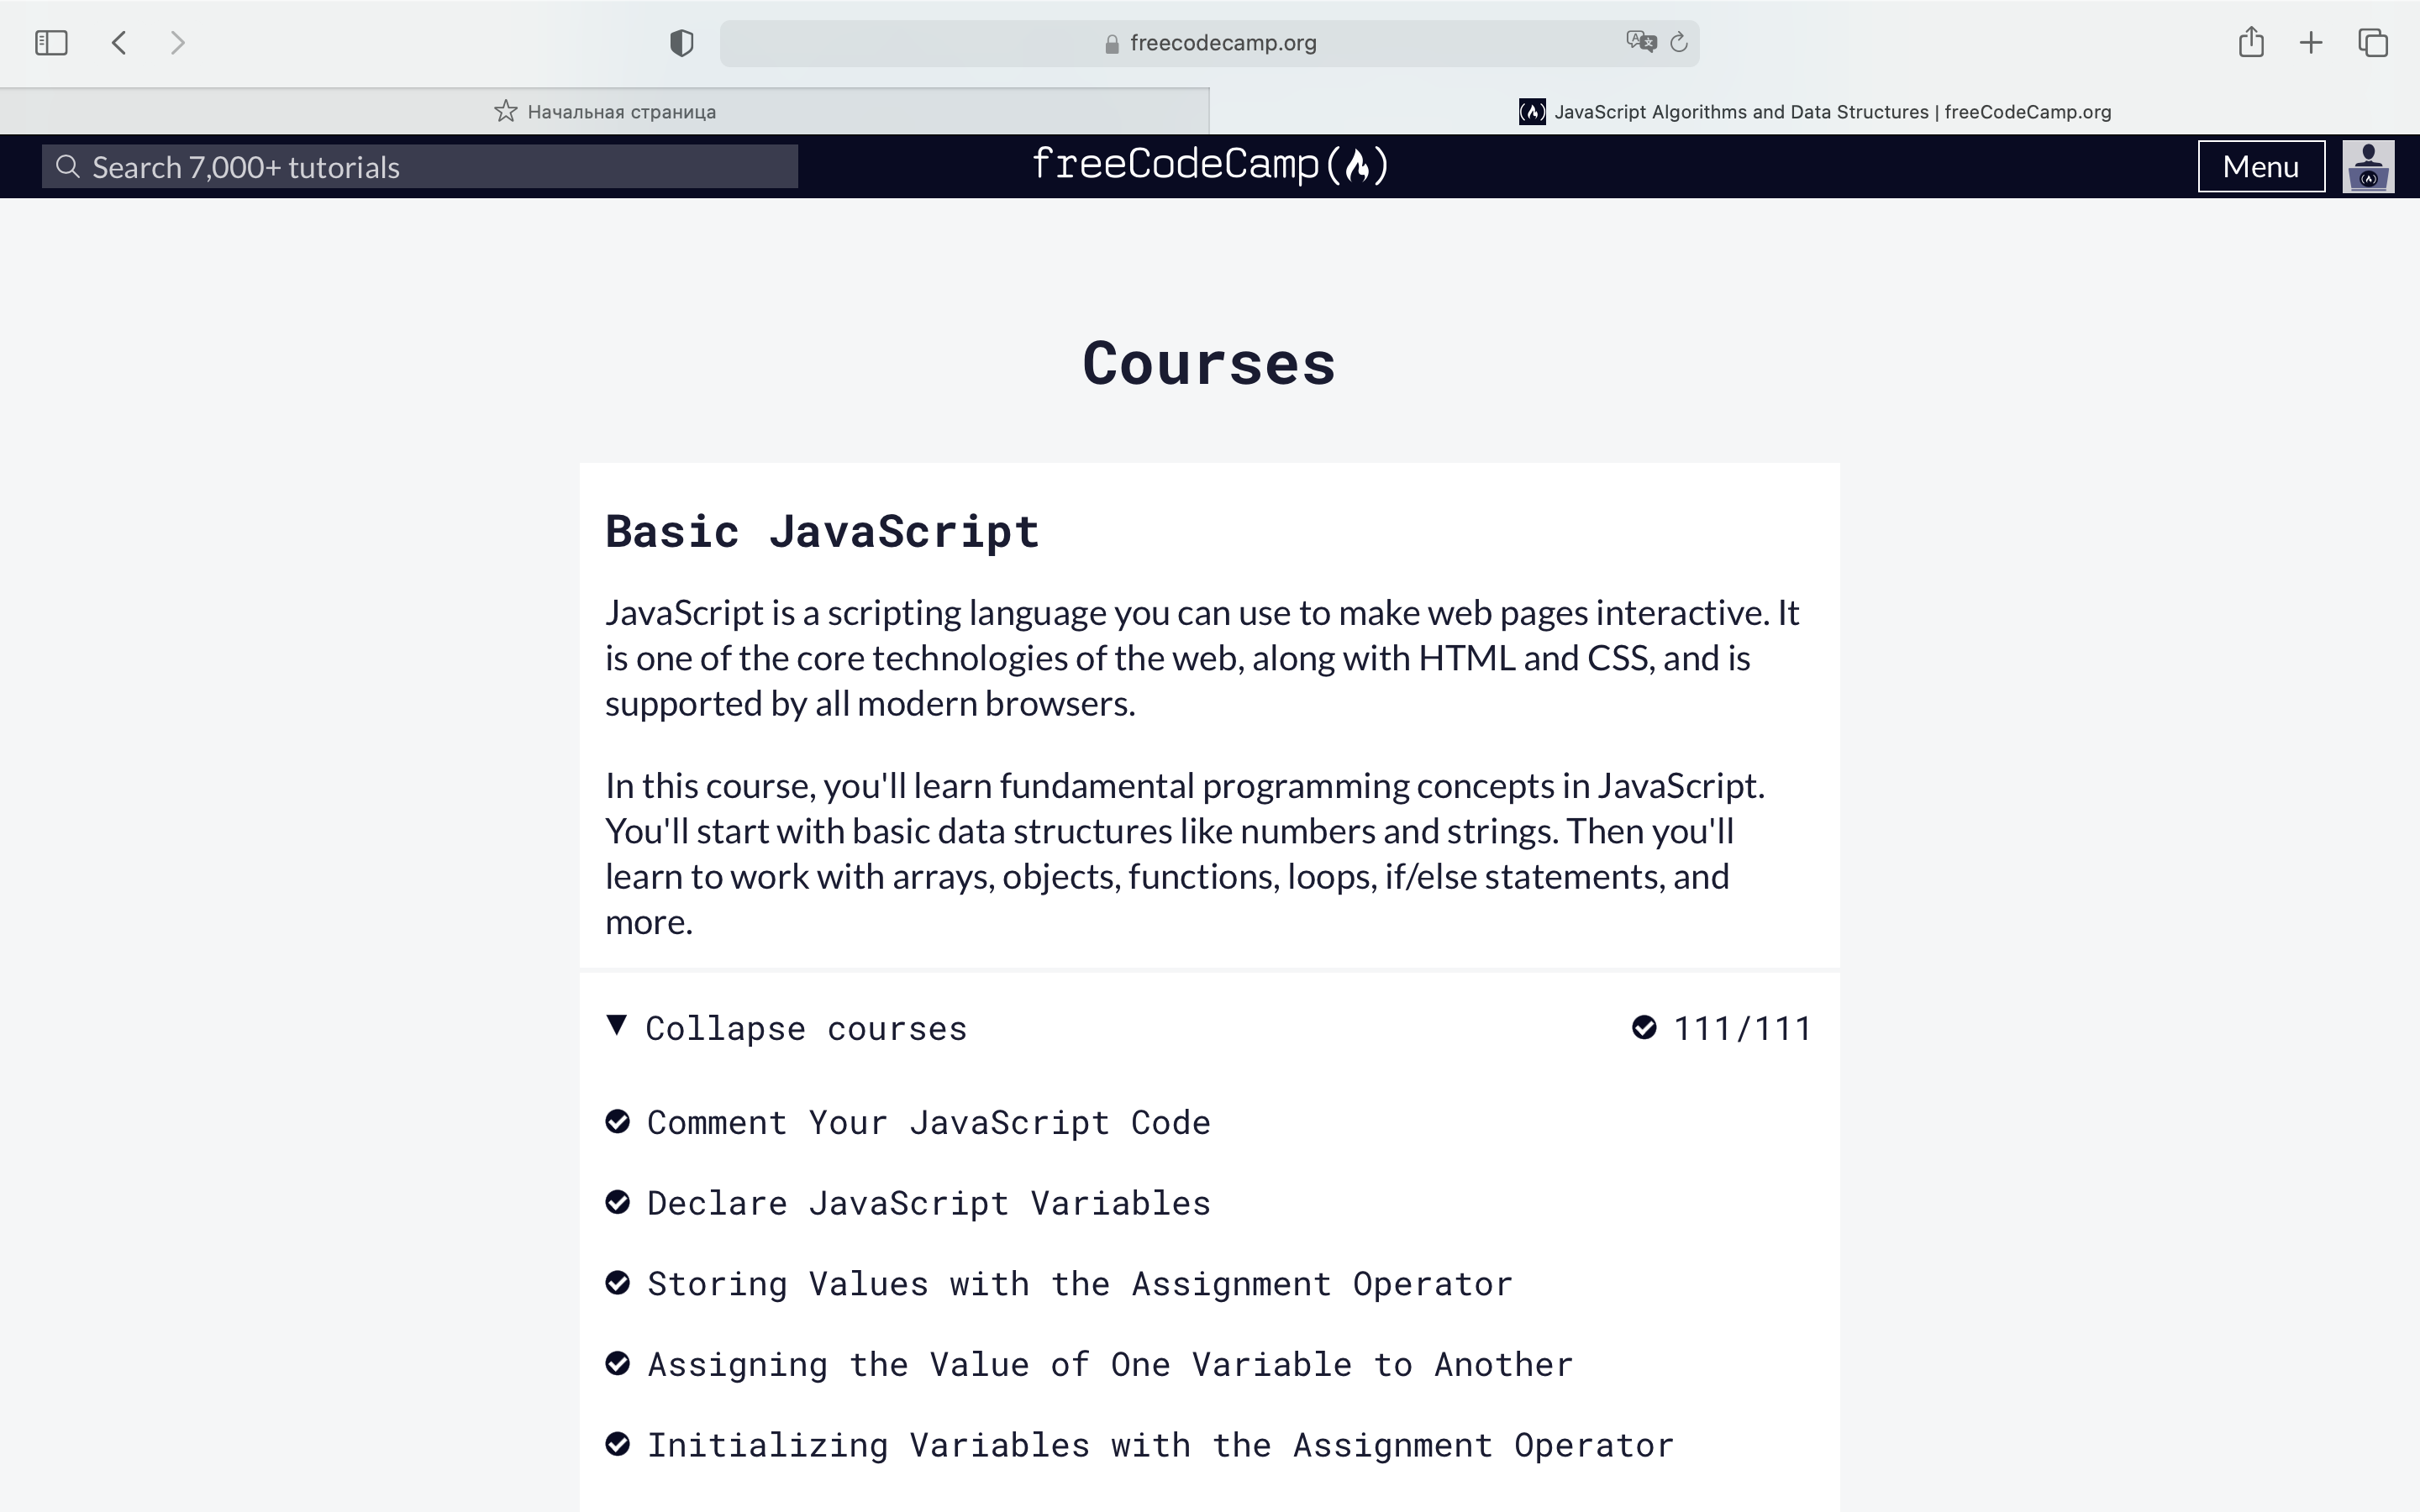 freecodecamp.org
Начальная страница
JavaScript Algorithms and Data Structures | freeCodeCamp.org
Search 7,000+ tutorials
freeCodeCamp
Menu
Courses
Basic JavaScript
JavaScript is a scripting language you can use to make web pages interactive. It
is one of the core technologies of the web, along with HTML and CSS, and is
supported by all modern browsers.
In this course, you'll learn fundamental programming concepts in JavaScript.
You'll start with basic data structures like numbers and strings. Then you'll
learn to work with arrays, objects, functions, loops, if/else statements, and
more.
Collapse courses 111/111
Comment Your JavaScript Code
Declare JavaScript Variables
Storing Values with the Assignment Operator
Assigning the Value of One Variable to Another
Initializing Variables with the Assignment Operator